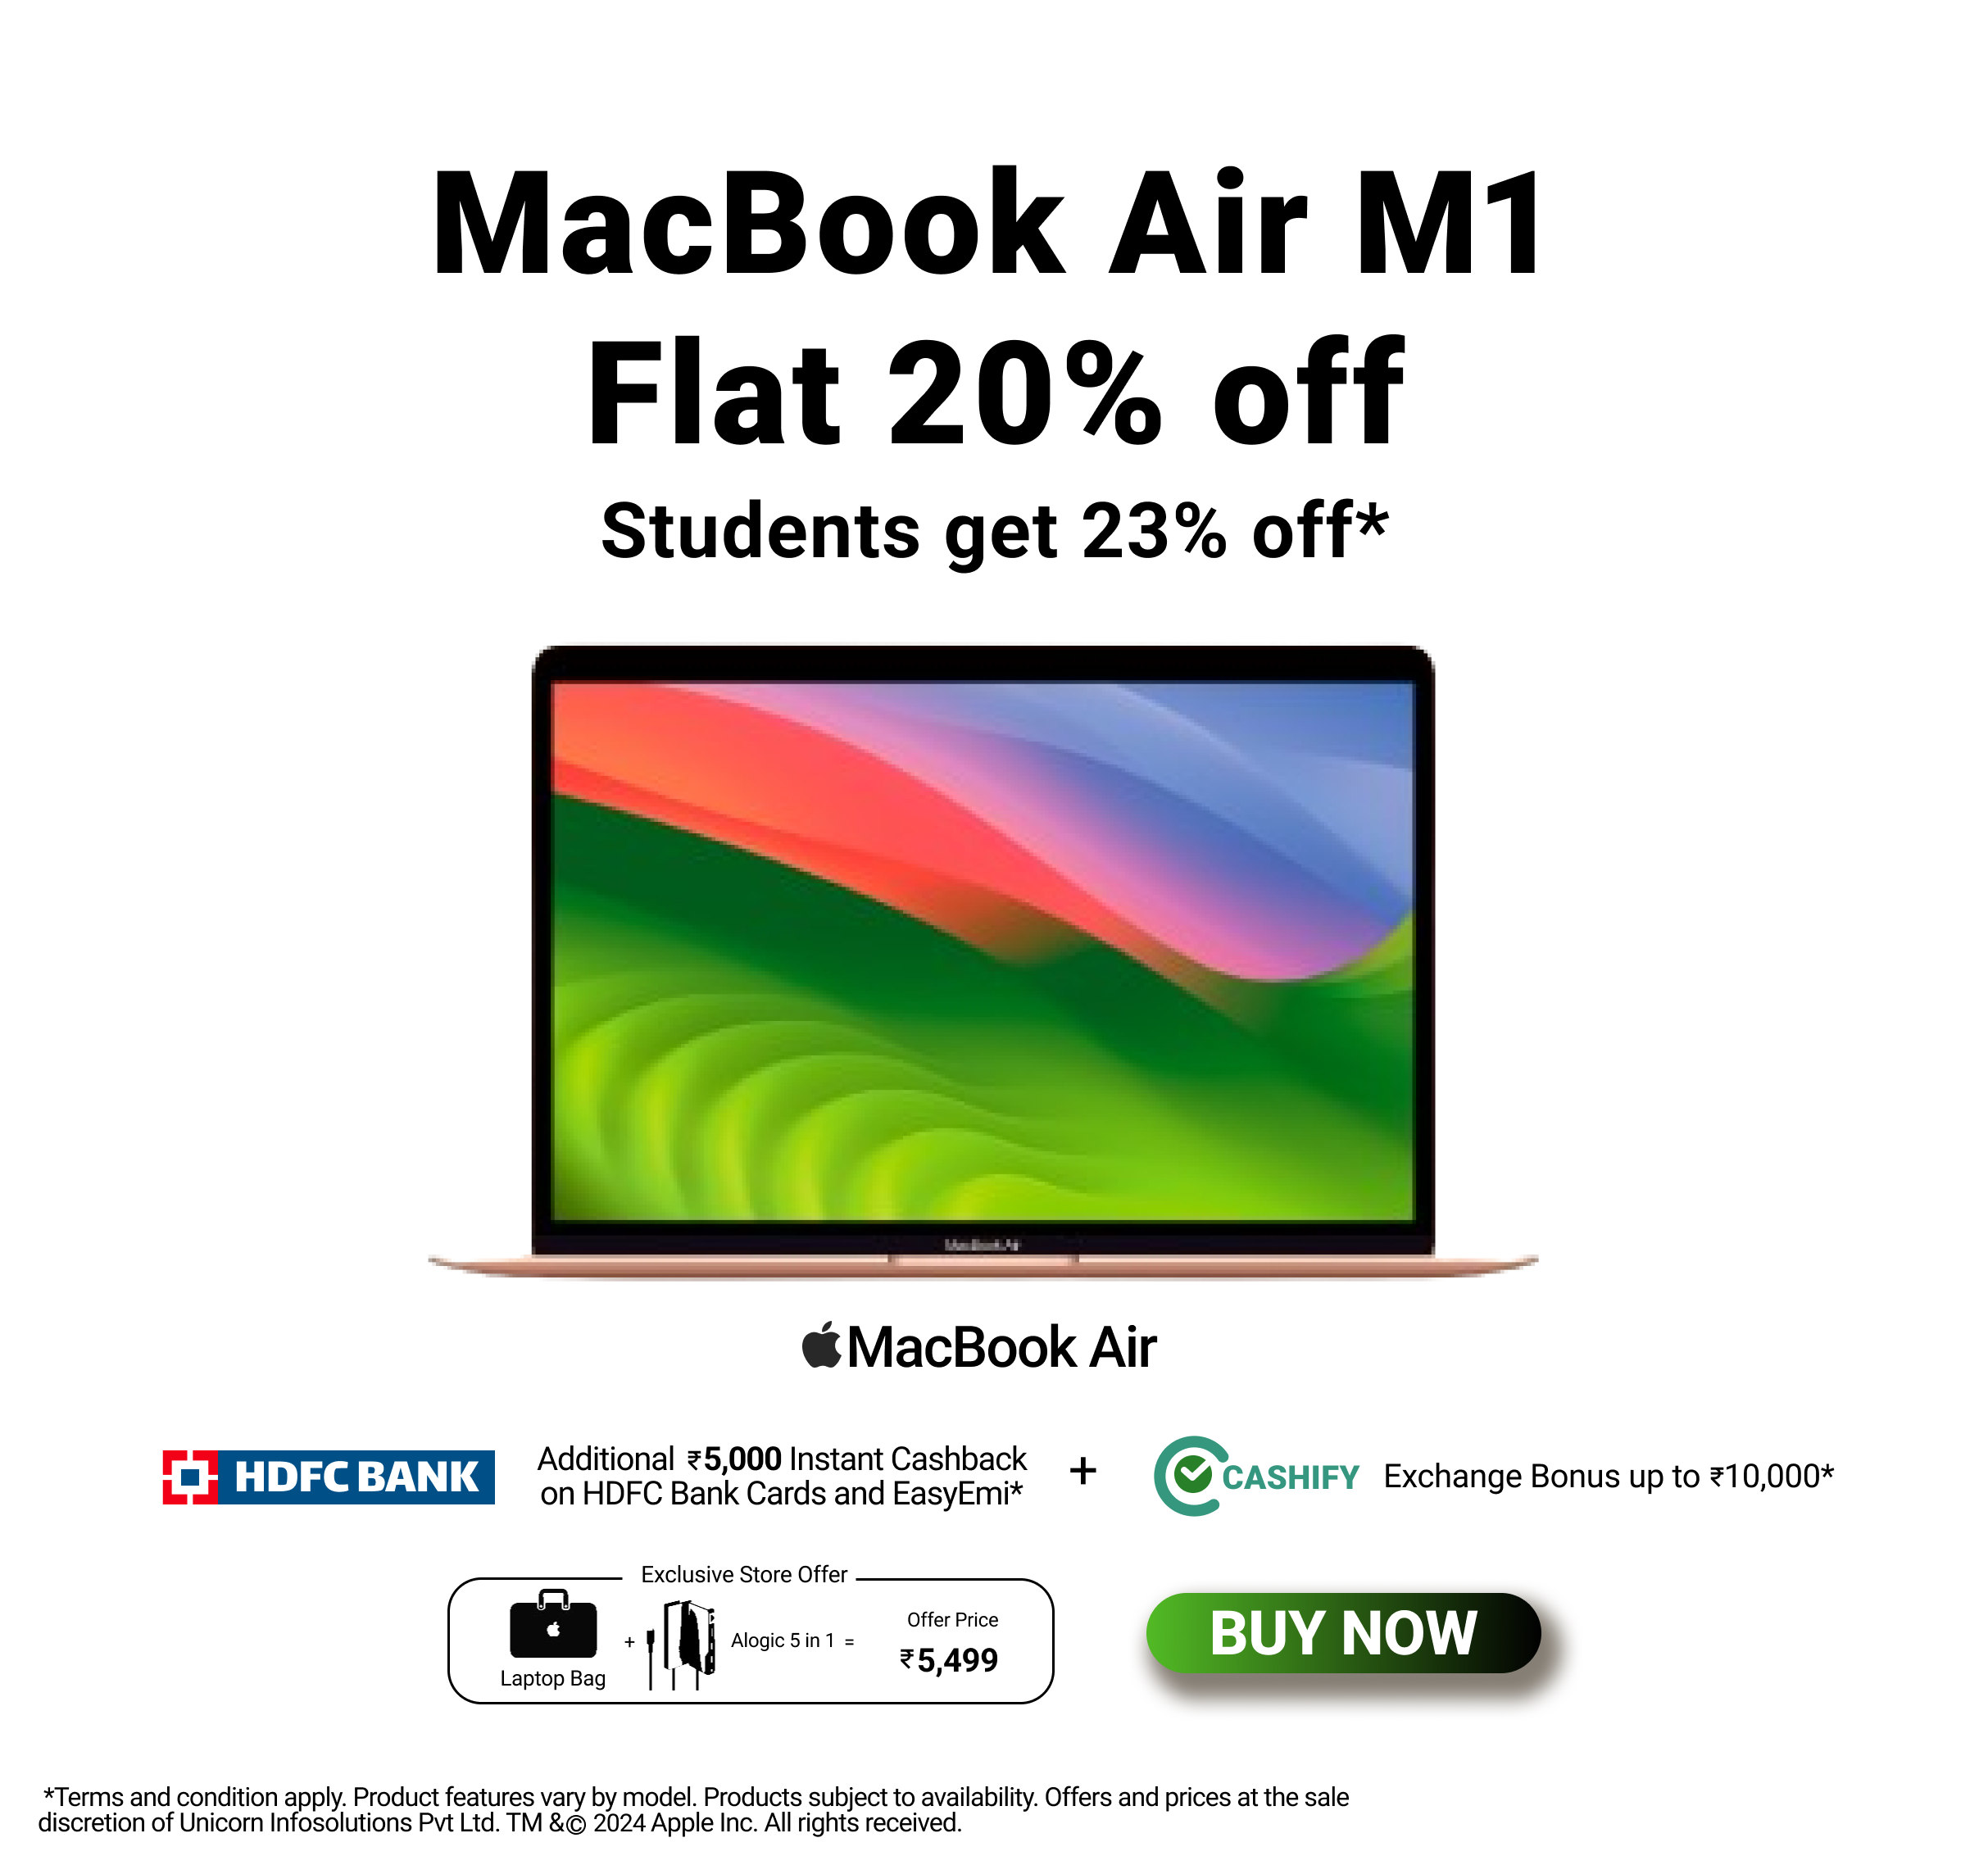 MacBook Air M1
Flat 20% off
Students get 23% off*
MacBook Air
MacBook Air
HDFC BANK
Additional ₹5,000 Instant Cashback
on HDFC Bank Cards and EasyEmi*
+
CASHIFY
Exchange Bonus up to ₹10,000*
Exclusive Store Offer
Laptop Bag
+
Alogic 5 in 1 =
Offer Price
₹5,499
BUY NOW
*Terms and condition apply. Product features vary by model. Products subject to availability. Offers and prices at the sale
discretion of Unicorn Infosolutions Pvt Ltd. TM &© 2024 Apple Inc. All rights received.